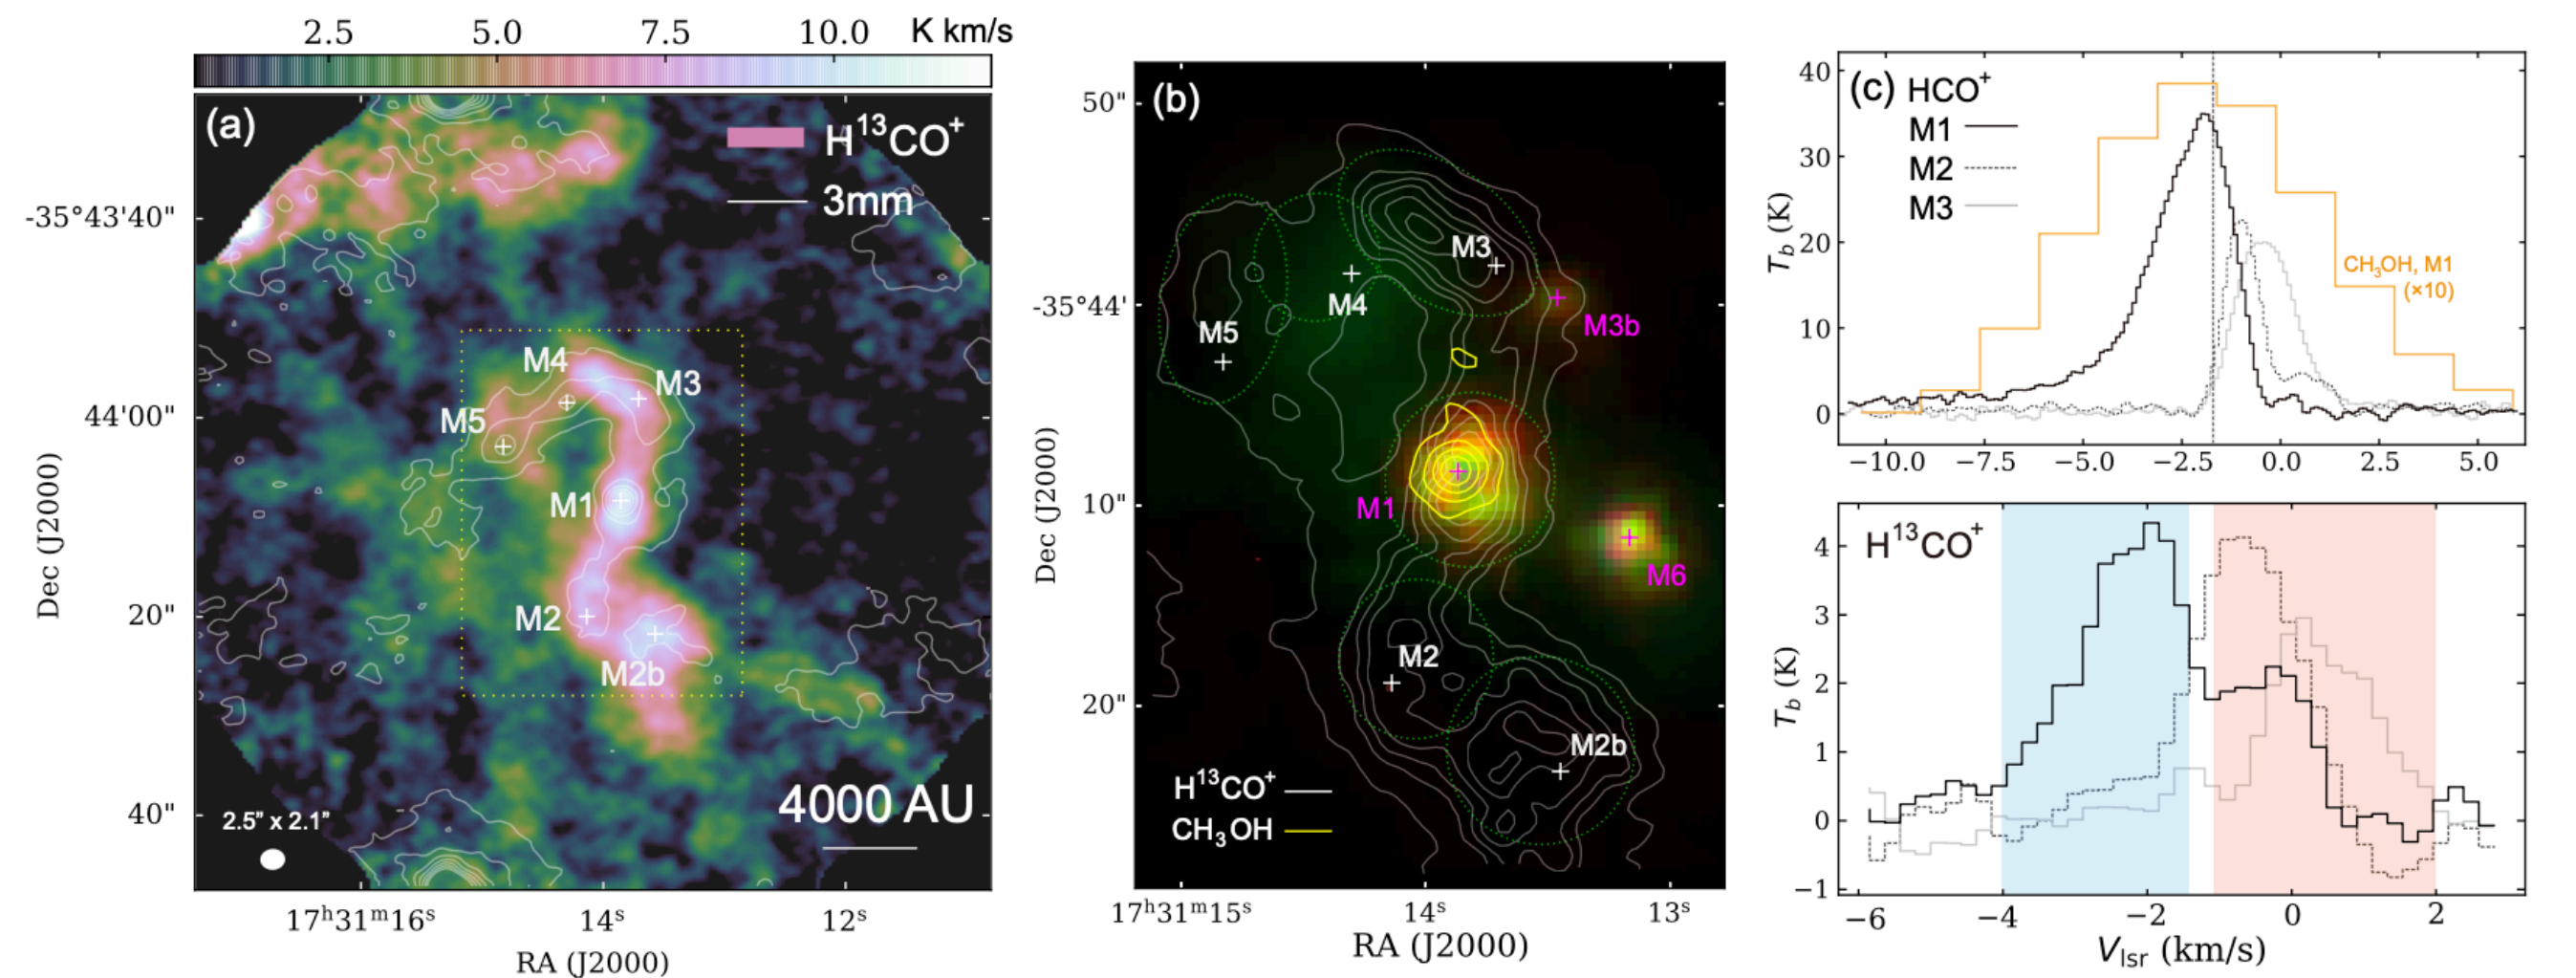 2.5 5.0 7.5 10.0 K km/s
(a)
H¹³CO⁺
3mm
-35°43'40"
44'00"
20"
40"
Dec (J2000)
M4
M3
M5
M1
M2
M2b
4000 AU
2.5" x 2.1"
17ʰ31ᵐ16ˢ 14ˢ 12ˢ
RA (J2000)
(b)
50"
-35°44'
10"
20"
Dec (J2000)
M3
M4
M3b
M5
M1
M6
M2
M2b
H¹³CO⁺
CH₃OH
17ʰ31ᵐ15ˢ 14ˢ 13ˢ
RA (J2000)
(c) HCO⁺
M1
M2
M3
CH₃OH, M1
(×10)
40
30
20
10
0
T_b (K)
−10.0 −7.5 −5.0 −2.5 0.0 2.5 5.0
H¹³CO⁺
4
3
2
1
0
−1
T_b (K)
−6 −4 −2 0 2
V_lsr (km/s)